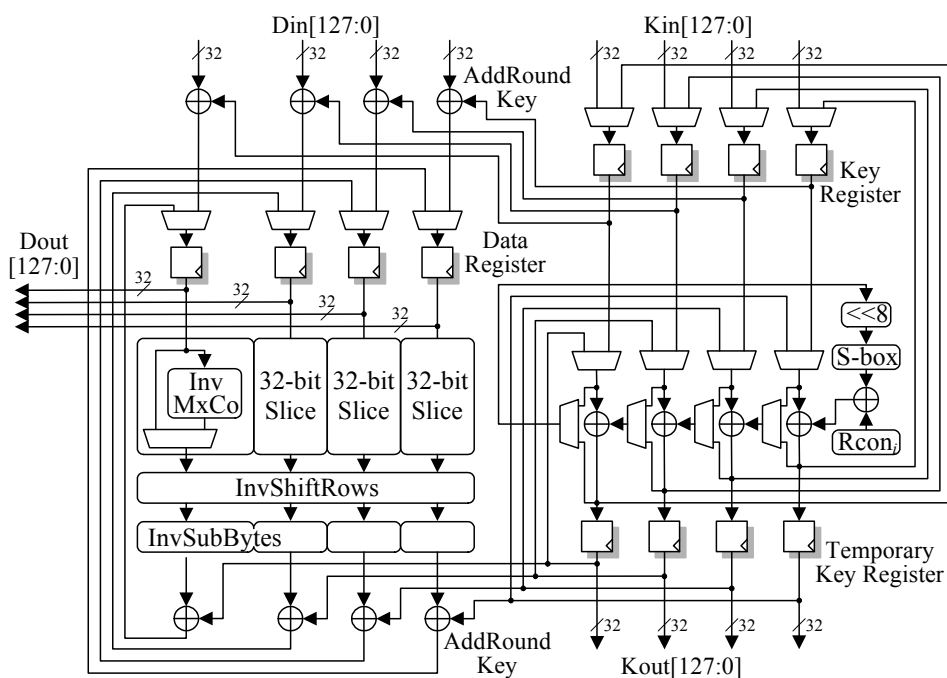 Din[127:0]
Kin[127:0]
32
32
32
32
32
32
32
32
AddRound
Key
Key
Register
Dout
[127:0]
Data
Register
32
32
32
32
<<8
S-box
Rconi
Inv
MxCo
32-bit
Slice
32-bit
Slice
32-bit
Slice
InvShiftRows
InvSubBytes
Temporary
Key Register
AddRound
Key
32
32
32
32
Kout[127:0]